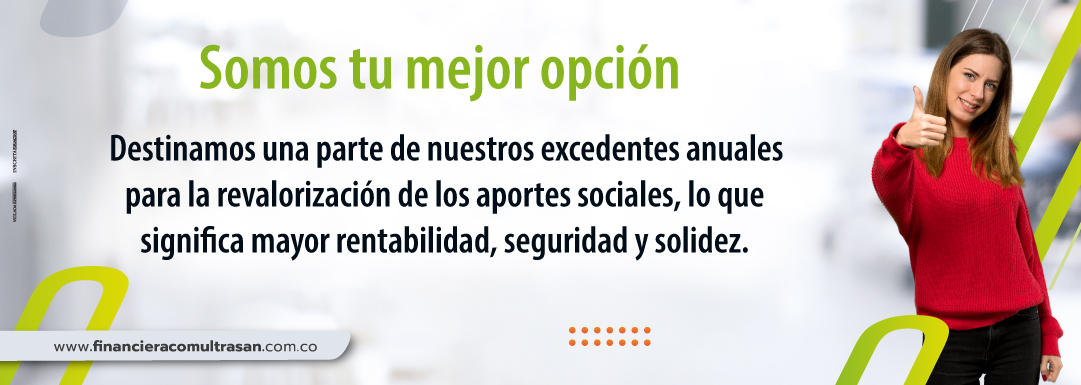 Somos tu mejor opción
Destinamos una parte de nuestros excedentes anuales
para la revalorización de los aportes sociales, lo que
significa mayor rentabilidad, seguridad y solidez.
www.financieracomultrasan.com.co